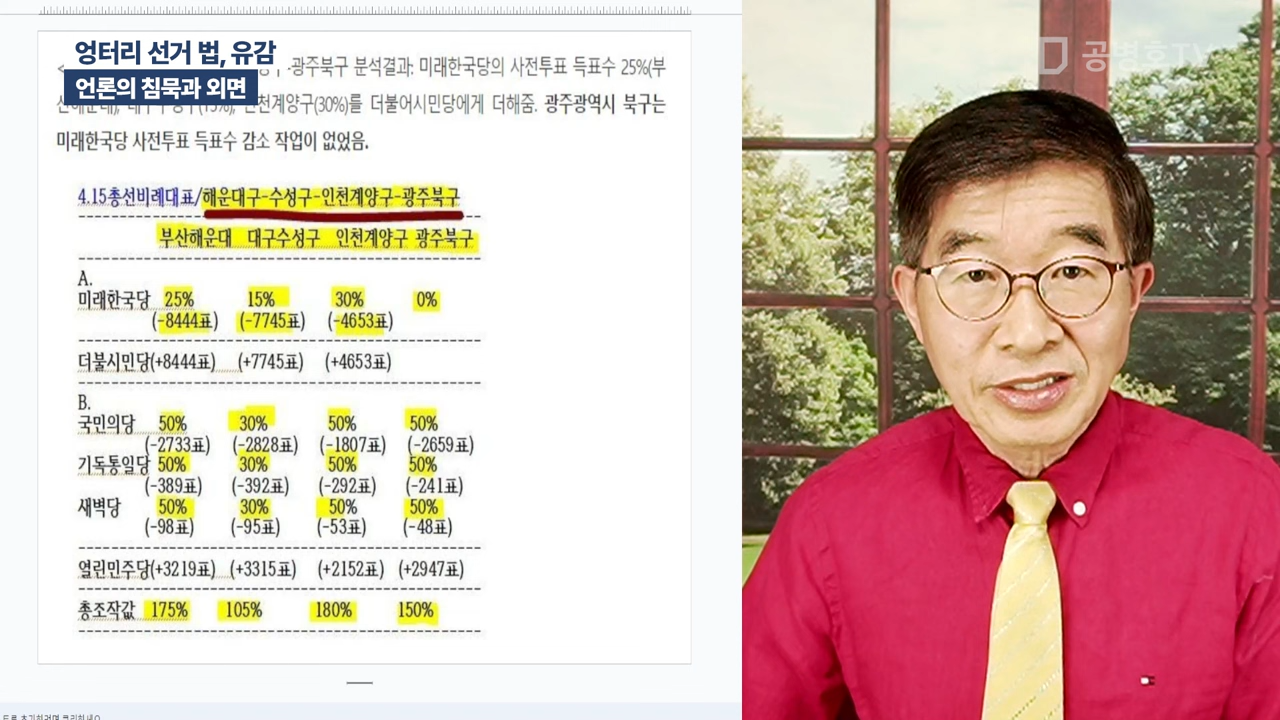 엉터리 선거 법, 유감
언론의 침묵과 외면
-광주북구 분석결과; 미래한국당의 사전투표 득표수 25%(부
인천계양구(30%)를 더불어시민당에게 더해줌. 광주광역시 북구는
미래한국당 사전투표 득표수 감소 작업이 없었음.
4.15총선비례대표/해운대구-수성구-인천계양구-광주북구
부산해운대 대구수성구 인천계양구 광주북구
A.
미래한국당 25% 15% 30% 0%
(-8444표) (-7745표) (-4653표)
더불시민당(+8444표) (+7745표) (+4653표)
B.
국민의당 50% 30% 50% 50%
(-2733표) (-2828표) (-1807표) (-2659표)
기독통일당 50% 30% 50% 50%
(-389표) (-392표) (-292표) (-241표)
새벽당 50% 30% 50% 50%
(-98표) (-95표) (-53표) (-48표)
열린민주당(+3219표) (+3315표) (+2152표) (+2947표)
총조작값 175% 105% 180% 150%
공병호TV